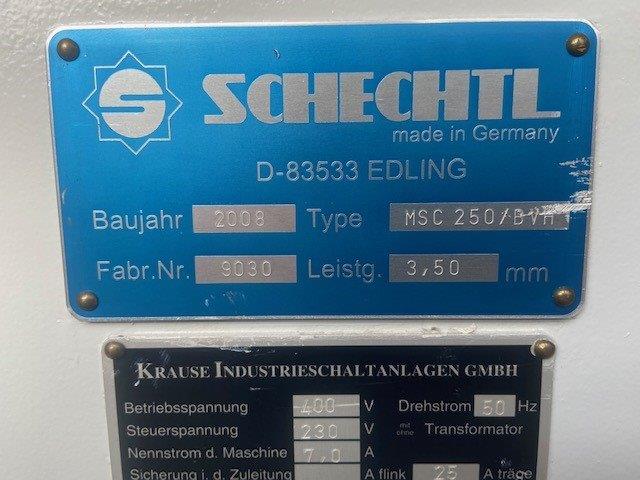 S SCHECHTL
made in Germany
D-83533 EDLING
Baujahr 2008 Type MSC 250/BVH
Fabr.Nr. 9030 Leistg. 3,50 mm
KRAUSE INDUSTRIESCHALTANLAGEN GMBH
Betriebsspannung 400 V Drehstrom 50 Hz
Steuerspannung 230 V mit ohne Transformator
Nennstrom d. Maschine 7,0 A
Sicherung i. d. Zuleitung A flink 25 A träge